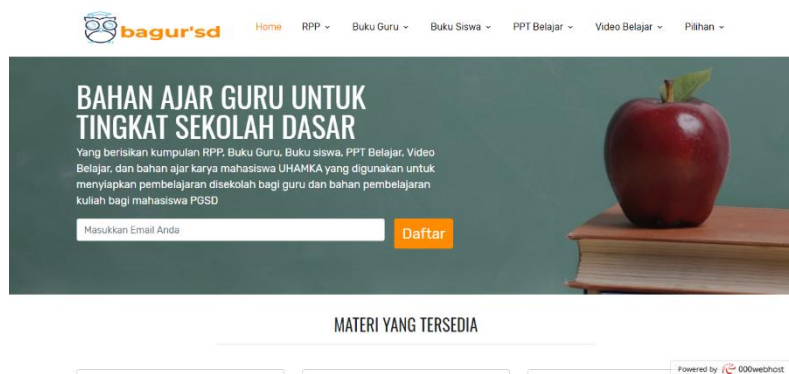 bagur'sd
Home RPP Buku Guru Buku Siswa PPT Belajar Video Belajar Pilihan
BAHAN AJAR GURU UNTUK
TINGKAT SEKOLAH DASAR
Yang berisikan kumpulan RPP, Buku Guru, Buku siswa, PPT Belajar, Video
Belajar, dan bahan ajar karya mahasiswa UHAMKA yang digunakan untuk
menyiapkan pembelajaran disekolah bagi guru dan bahan pembelajaran
kuliah bagi mahasiswa PGSD
Masukkan Email Anda
Daftar
MATERI YANG TERSEDIA
Powered by 000webhost